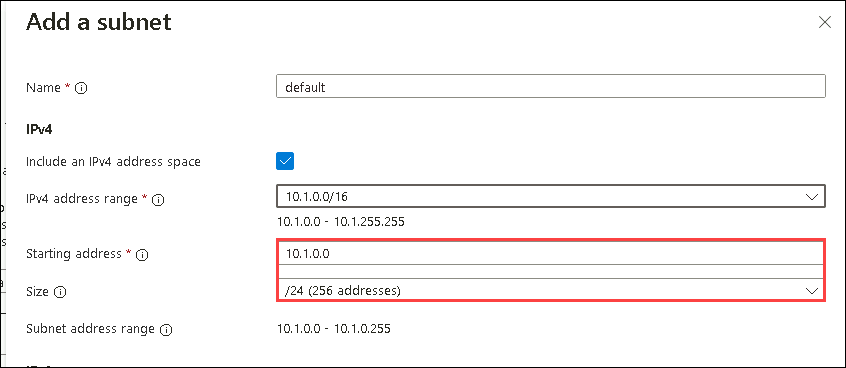 Add a subnet
Name *
default
IPv4
Include an IPv4 address space
IPv4 address range *
10.1.0.0/16
10.1.0.0 - 10.1.255.255
Starting address *
10.1.0.0
Size
/24 (256 addresses)
Subnet address range
10.1.0.0 - 10.1.0.255